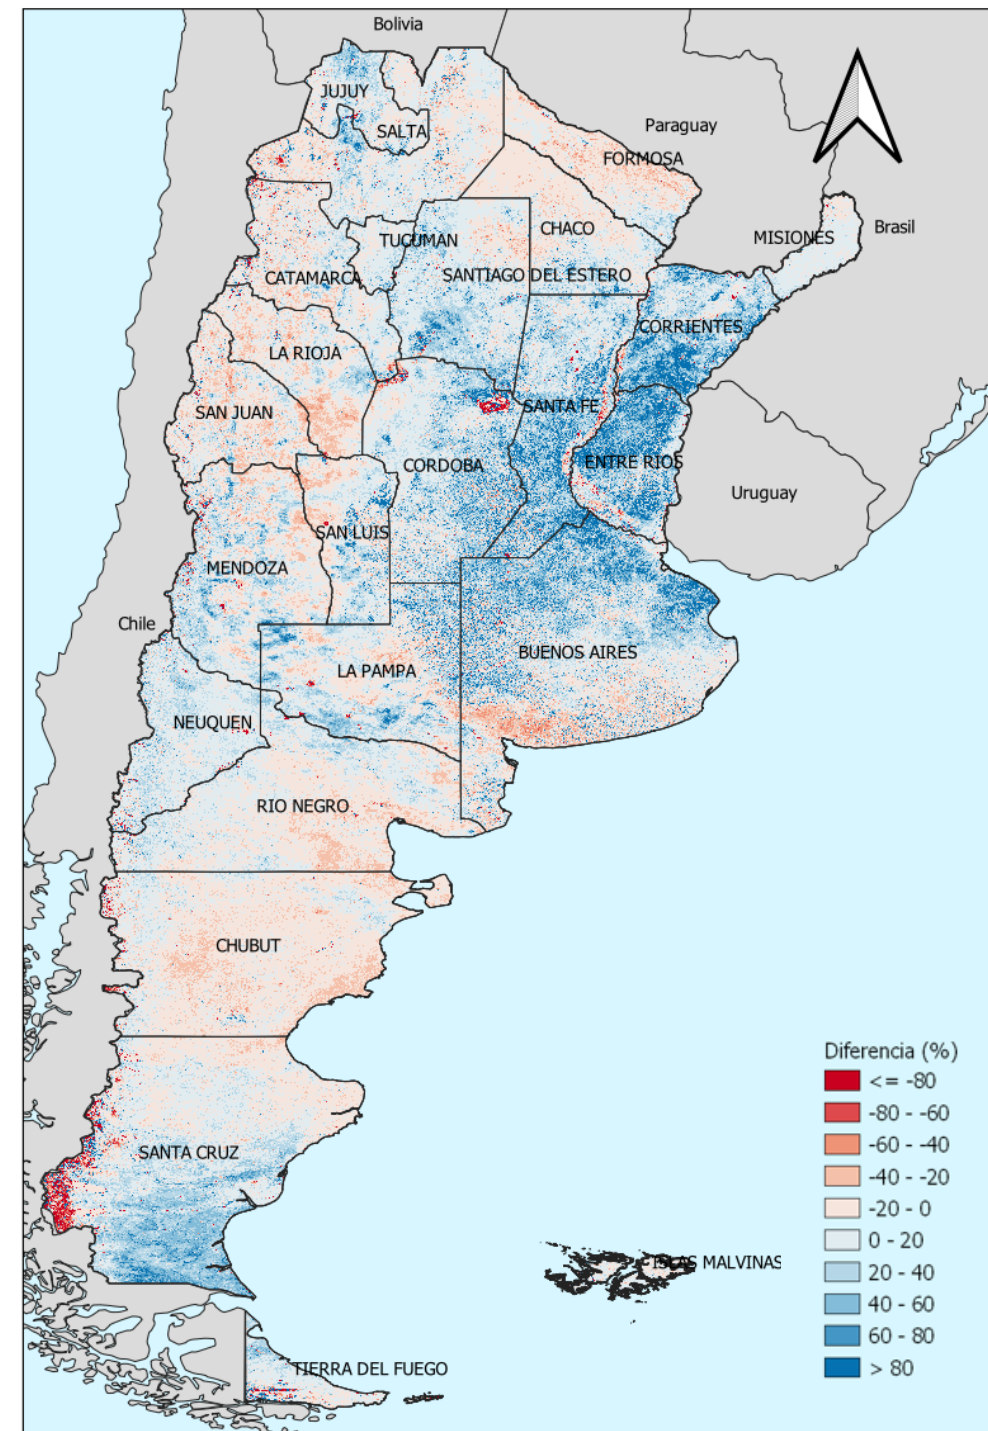 Bolivia
JUJUY
SALTA
Paraguay
FORMOSA
CHACO
MISIONES
Brasil
TUCUMAN
SANTIAGO DEL ESTERO
CATAMARCA
CORRIENTES
LA RIOJA
SAN JUAN
SANTA FE
CORDOBA
ENTRE RIOS
Uruguay
SAN LUIS
MENDOZA
Chile
BUENOS AIRES
LA PAMPA
NEUQUEN
RIO NEGRO
CHUBUT
SANTA CRUZ
ISLAS MALVINAS
TIERRA DEL FUEGO
Diferencia (%)
<= -80
-80 - -60
-60 - -40
-40 - -20
-20 - 0
0 - 20
20 - 40
40 - 60
60 - 80
> 80